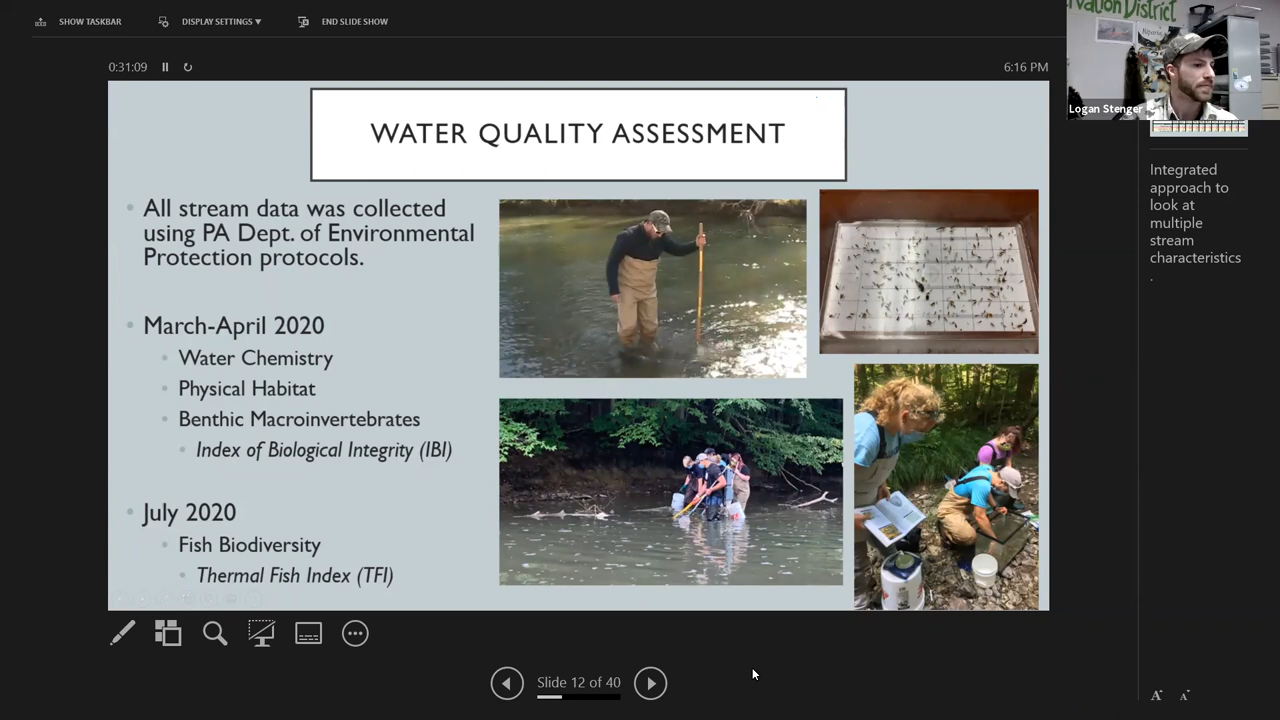 SHOW TASKBAR
DISPLAY SETTINGS ▼
END SLIDE SHOW
0:31:09
6:16 PM
WATER QUALITY ASSESSMENT
All stream data was collected
using PA Dept. of Environmental
Protection protocols.
March-April 2020
Water Chemistry
Physical Habitat
Benthic Macroinvertebrates
Index of Biological Integrity (IBI)
July 2020
Fish Biodiversity
Thermal Fish Index (TFI)
Slide 12 of 40
vation District
Logan Stenger
Integrated
approach to
look at
multiple
stream
characteristics
.
A
A